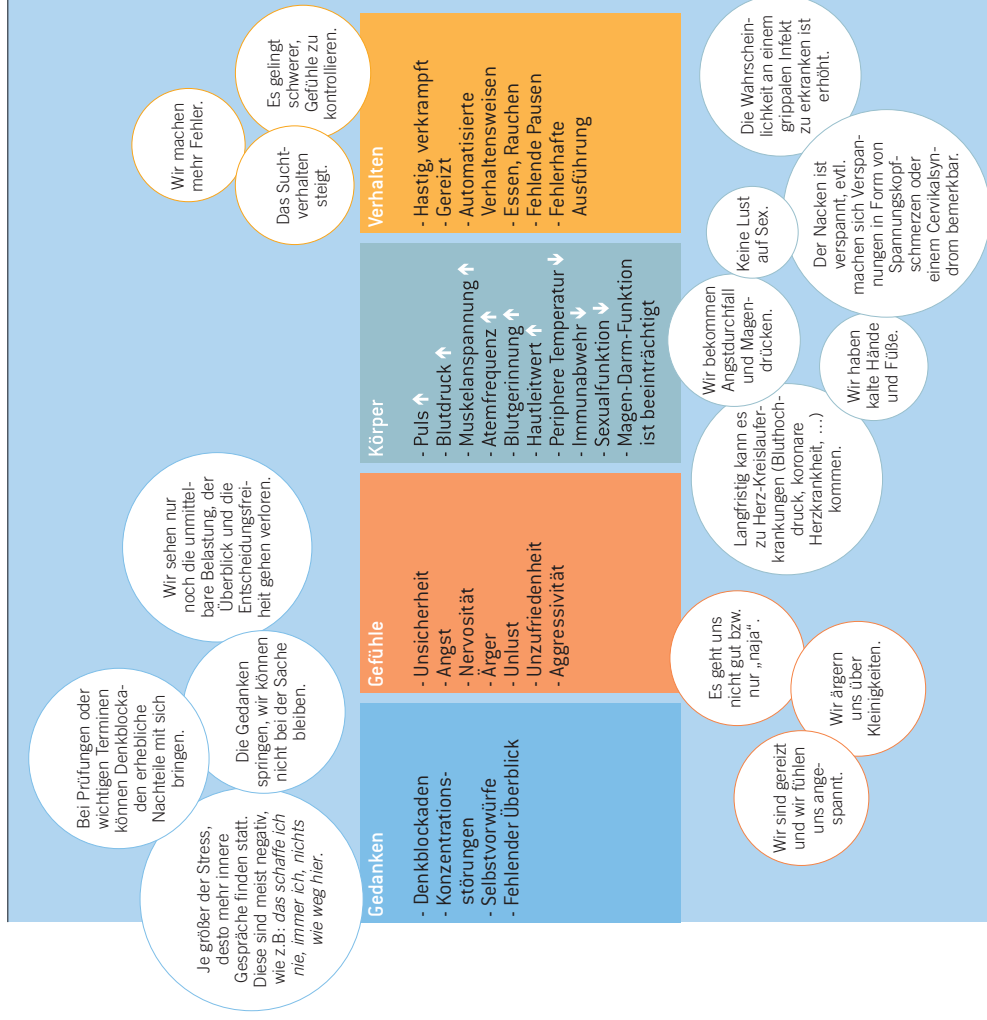 Bei Prüfungen oder
wichtigen Terminen
können Denkblocka-
den erhebliche
Nachteile mit sich
bringen.
Je größer der Stress,
desto mehr innere
Gespräche finden statt.
Diese sind meist negativ,
wie z.B: das schaffe ich
nie, immer ich, nichts
wie weg hier.
Die Gedanken
springen, wir können
nicht bei der Sache
bleiben.
Wir sehen nur
noch die unmittel-
bare Belastung, der
Überblick und die
Entscheidungsfrei-
heit gehen verloren.
Wir machen
mehr Fehler.
Das Sucht-
verhalten
steigt.
Es gelingt
schwerer,
Gefühle zu
kontrollieren.
Gedanken
- Denkblockaden
- Konzentrations-
störungen
- Selbstvorwürfe
- Fehlender Überblick
Gefühle
- Unsicherheit
- Angst
- Nervosität
- Ärger
- Unlust
- Unzufriedenheit
- Aggressivität
Körper
- Puls ↑
- Blutdruck ↑
- Muskelanspannung ↑
- Atemfrequenz ↑
- Blutgerinnung ↑
- Hautleitwert ↑
- Periphere Temperatur ↓
- Immunabwehr ↓
- Sexualfunktion ↓
- Magen-Darm-Funktion
ist beeinträchtigt
Verhalten
- Hastig, verkrampft
- Gereizt
- Automatisierte
Verhaltensweisen
- Essen, Rauchen
- Fehlende Pausen
- Fehlerhafte
Ausführung
Wir sind gereizt
und wir fühlen
uns ange-
spannt.
Wir ärgern
uns über
Kleinigkeiten.
Es geht uns
nicht gut bzw.
nur „naja“.
Langfristig kann es
zu Herz-Kreislaufer-
krankungen (Bluthoch-
druck, koronare
Herzkrankheit, ...)
kommen.
Wir bekommen
Angstdurchfall
und Magen-
drücken.
Wir haben
kalte Hände
und Füße.
Keine Lust
auf Sex.
Der Nacken ist
verspannt, evtl.
machen sich Verspan-
nungen in Form von
Spannungskopf-
schmerzen oder
einem Cervikalsyn-
drom bemerkbar.
Die Wahrschein-
lichkeit an einem
grippalen Infekt
zu erkranken ist
erhöht.